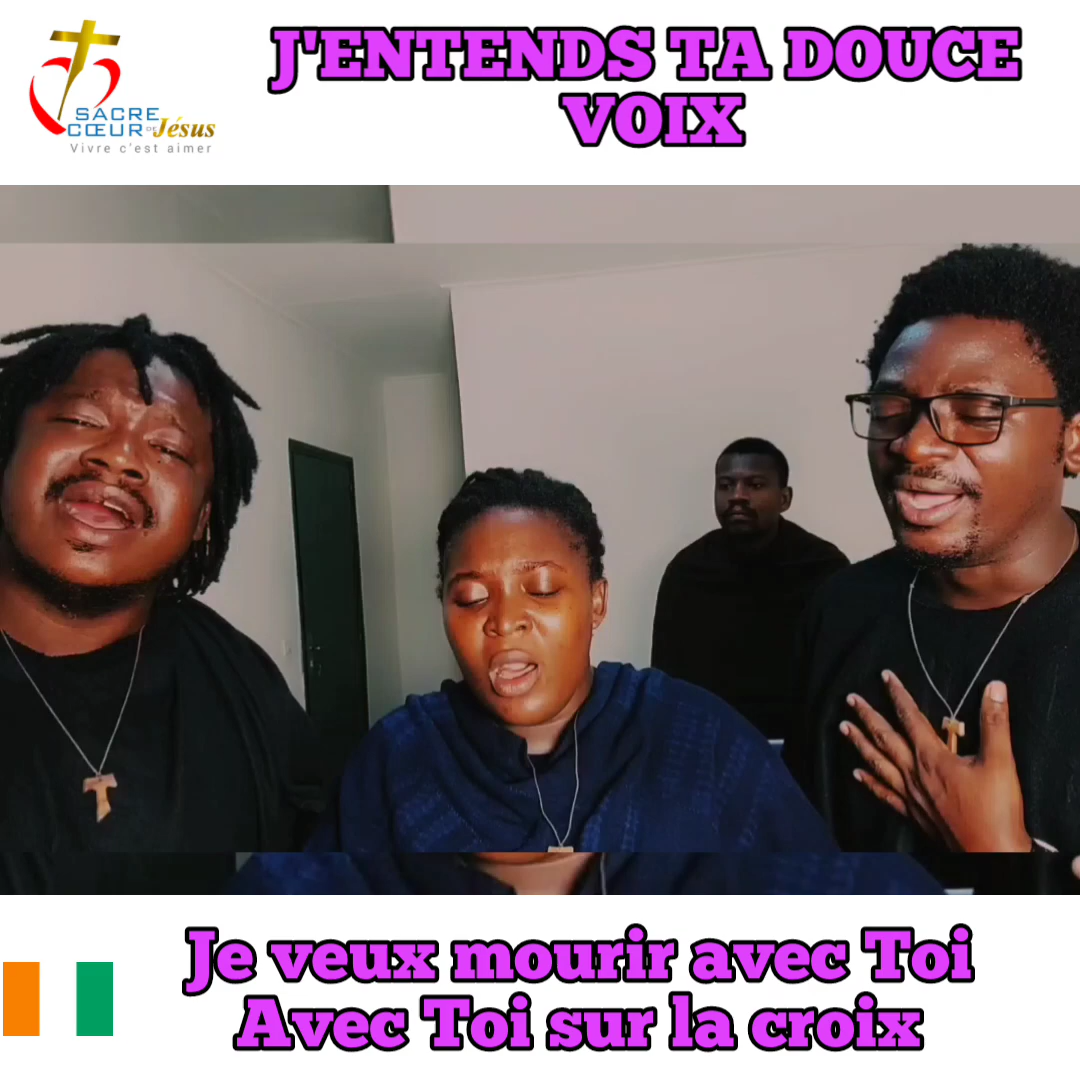 J'ENTENDS TA DOUCE
VOIX
SACRE
CŒUR DE Jésus
Vivre c'est aimer
Je veux mourir avec Toi
Avec Toi sur la croix